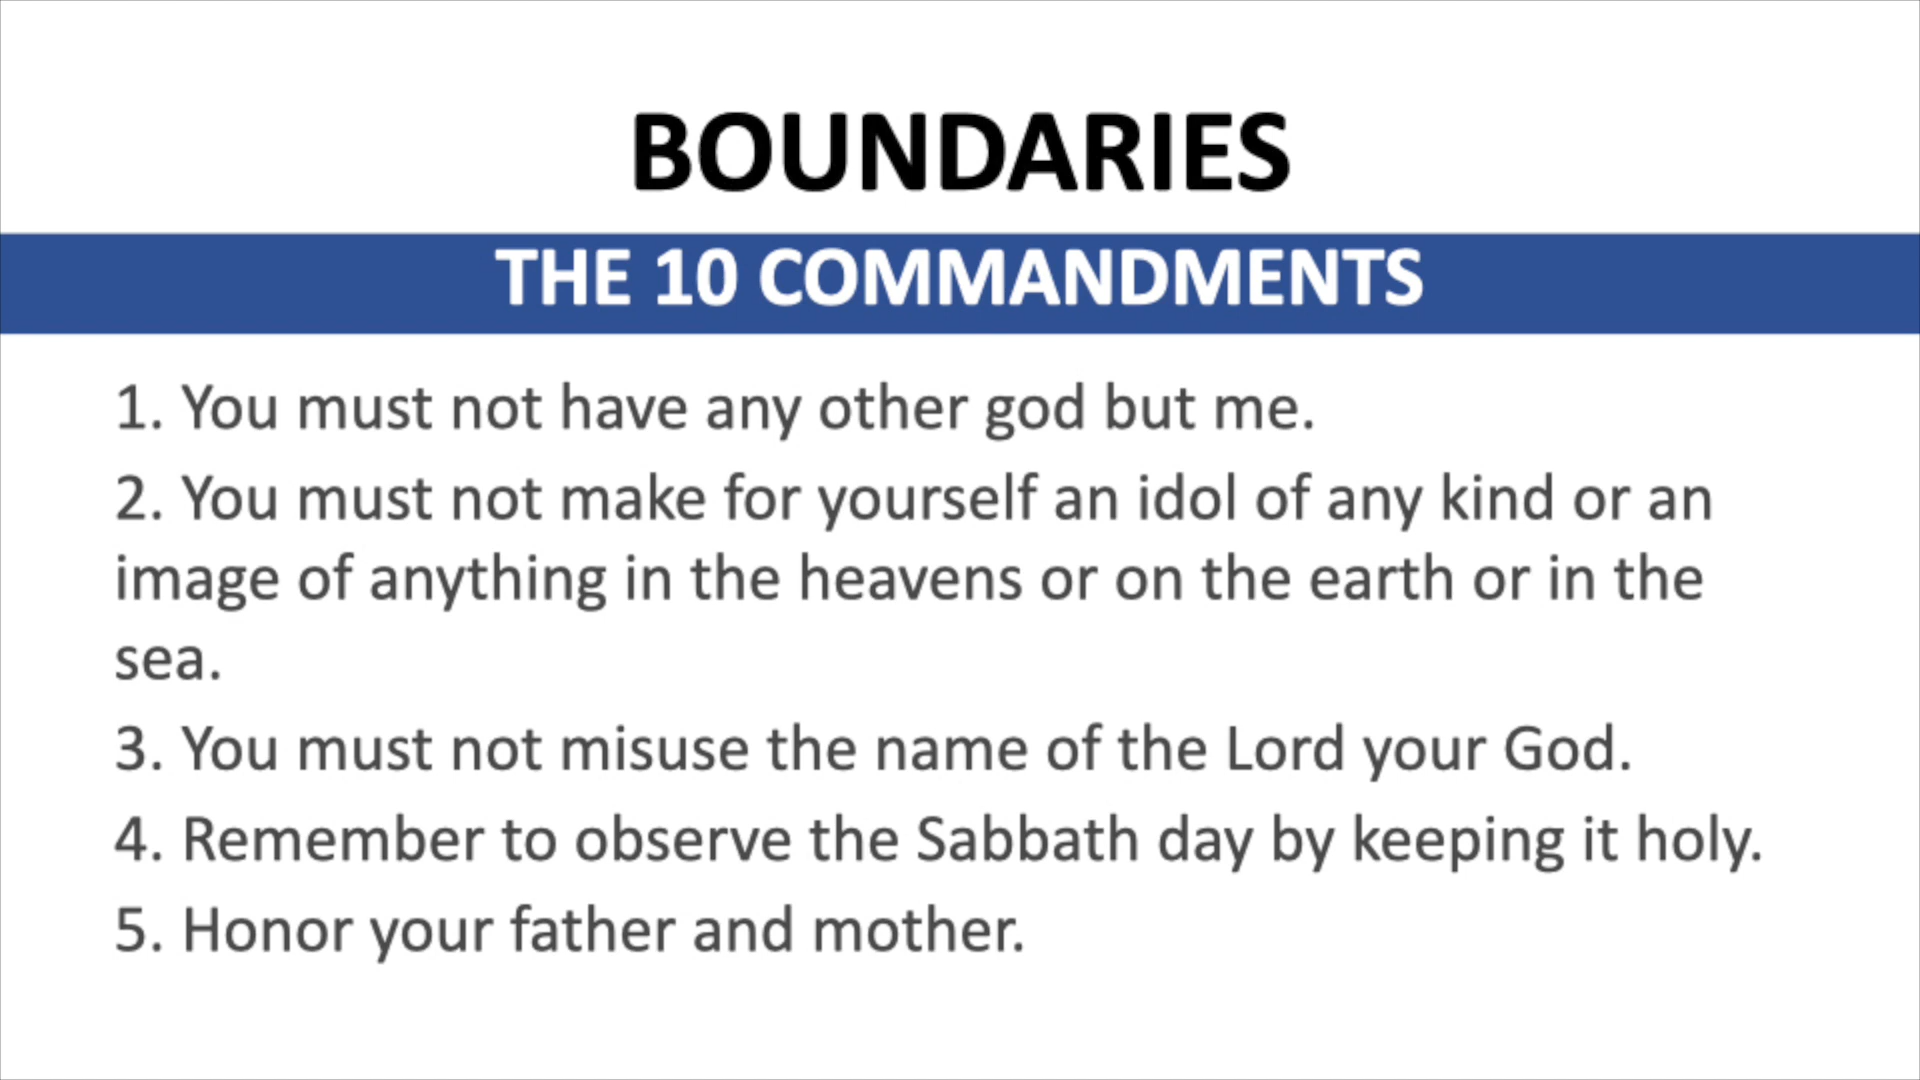 BOUNDARIES
THE 10 COMMANDMENTS
1. You must not have any other god but me.
2. You must not make for yourself an idol of any kind or an
image of anything in the heavens or on the earth or in the
sea.
3. You must not misuse the name of the Lord your God.
4. Remember to observe the Sabbath day by keeping it holy.
5. Honor your father and mother.